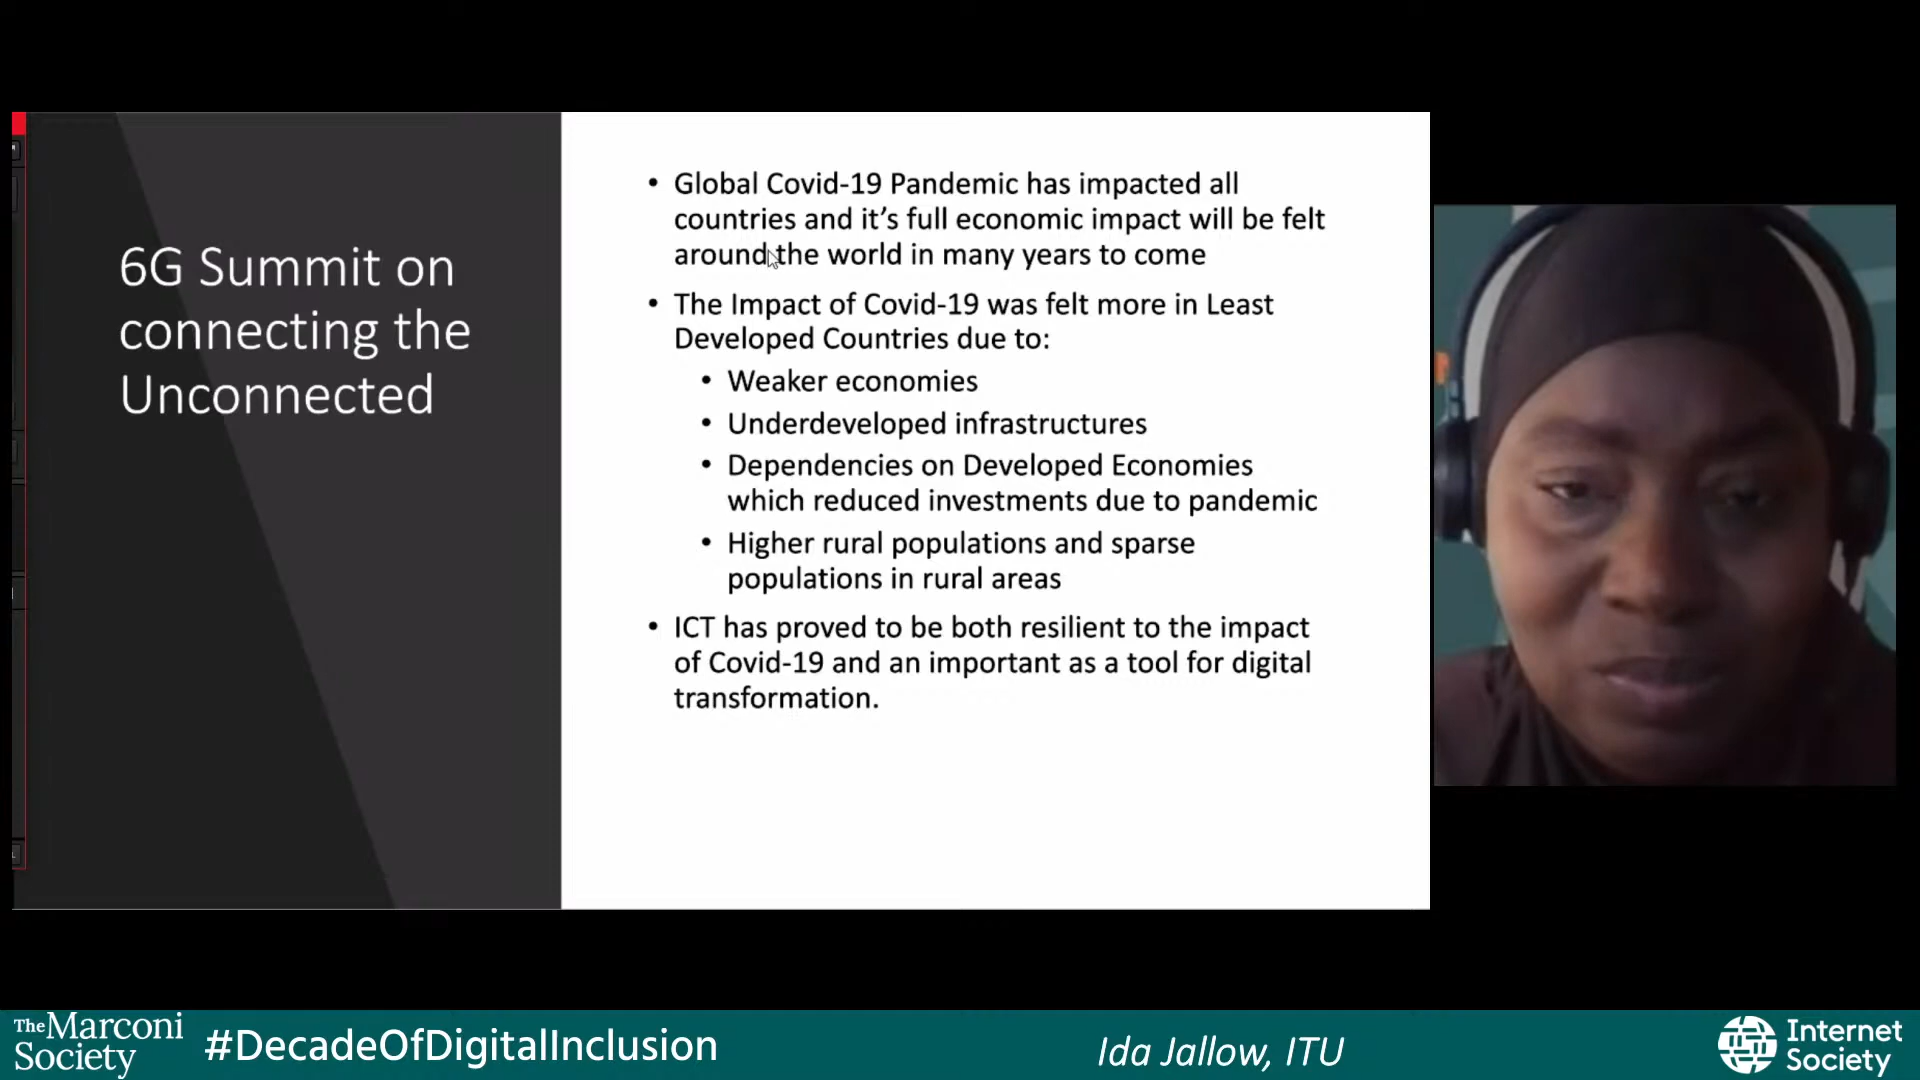 6G Summit on
connecting the
Unconnected
• Global Covid-19 Pandemic has impacted all
countries and it's full economic impact will be felt
around the world in many years to come
• The Impact of Covid-19 was felt more in Least
Developed Countries due to:
• Weaker economies
• Underdeveloped infrastructures
• Dependencies on Developed Economies
which reduced investments due to pandemic
• Higher rural populations and sparse
populations in rural areas
• ICT has proved to be both resilient to the impact
of Covid-19 and an important as a tool for digital
transformation.
The Marconi
Society
#DecadeOfDigitalInclusion
Ida Jallow, ITU
Internet
Society